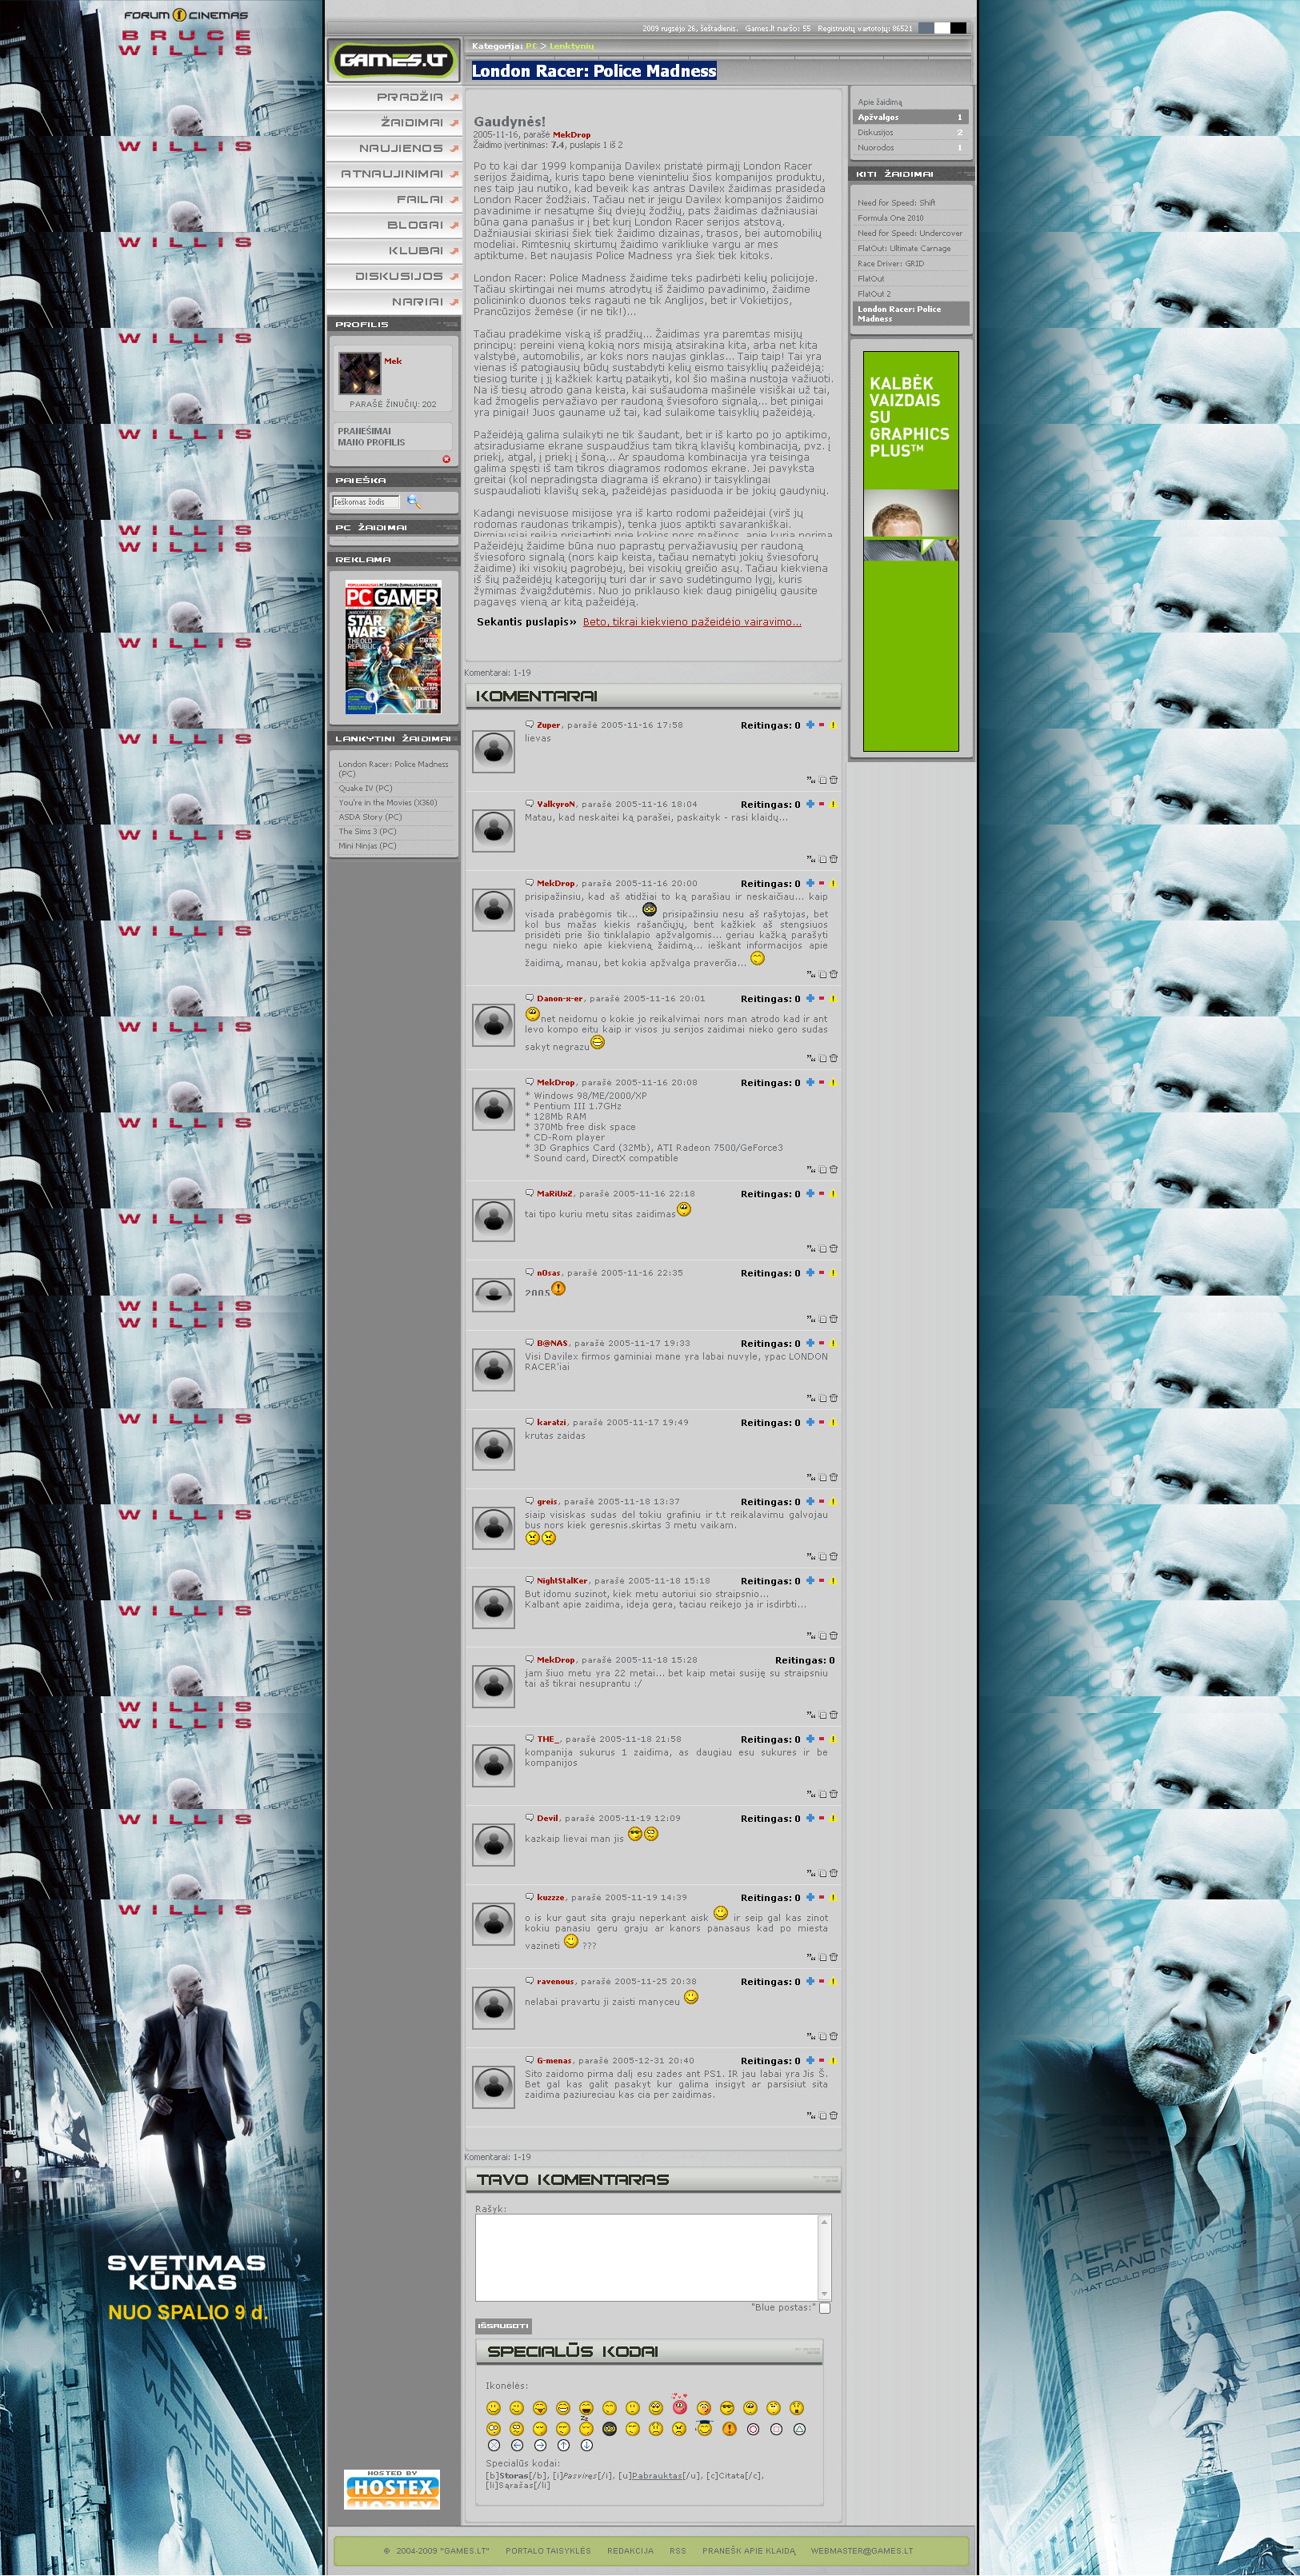 FORUM CINEMAS
BRUCE
WILLIS
2009 rugsėjo 26, šeštadienis. Games.lt naršo: 55 Registruotų vartotojų: 86521
GAMES.LT
Kategorija: PC > Lenktynių
London Racer: Police Madness
PRADŽIA
ŽAIDIMAI
NAUJIENOS
ATNAUJINIMAI
FAILAI
BLOGAI
KLUBAI
DISKUSIJOS
NARIAI
PROFILIS
Mek
PARAŠĖ ŽINUČIŲ: 202
PRANEŠIMAI
MANO PROFILIS
PAIEŠKA
Ieškomas žodis
PC ŽAIDIMAI
REKLAMA
PC GAMER
STAR WARS
THE OLD REPUBLIC
LANKYTINI ŽAIDIMAI
London Racer: Police Madness
(PC)
Quake IV (PC)
You're in the Movies (X360)
ASDA Story (PC)
The Sims 3 (PC)
Mini Ninjas (PC)
Gaudynės!
2005-11-16, parašė MekDrop
Žaidimo įvertinimas: 7.4, puslapis 1 iš 2
Po to kai dar 1999 kompanija Davilex pristatė pirmąjį London Racer
serijos žaidimą, kuris tapo bene vieninteliu šios kompanijos produktu,
nes taip jau nutiko, kad beveik kas antras Davilex žaidimas prasideda
London Racer žodžiais. Tačiau net ir jeigu Davilex kompanijos žaidimo
pavadinime ir nesatųme šių dviejų žodžių, pats žaidimas dažniausiai
būna gana panašus ir į bet kurį London Racer serijos atstovą.
Dažniausiai skiriasi šiek tiek žaidimo dizainas, trasos, bei automobilių
modeliai. Rimtesnių skirtumų žaidimo varikliuke vargu ar mes
aptiktume. Bet naujasis Police Madness yra šiek tiek kitoks.
London Racer: Police Madness žaidime teks padirbėti kelių policijoje.
Tačiau skirtingai nei mums atrodytų iš žaidimo pavadinimo, žaidime
policininko duonos teks ragauti ne tik Anglijos, bet ir Vokietijos,
Prancūzijos žemėse (ir ne tik!)...
Tačiau pradėkime viską iš pradžių... Žaidimas yra paremtas misijų
principų: pereini vieną kokią nors misiją atsirakina kita, arba net kita
valstybė, automobilis, ar koks nors naujas ginklas... Taip taip! Tai yra
vienas iš patogiausių būdų sustabdyti kelių eismo taisyklių pažeidėją:
tiesiog turite į jį kažkiek kartų pataikyti, kol šio mašina nustoja važiuoti.
Na iš tiesų atrodo gana keista, kai sušaudoma mašinėle visiškai už tai,
kad žmogelis pervažiavo per raudoną šviesoforo signalą... bet pinigai
yra pinigai! Juos gauname už tai, kad sulaikome taisyklių pažeidėją.
Pažeidėją galima sulaikyti ne tik šaudant, bet ir iš karto po jo aptikimo,
atsiradusiame ekrane suspaudžius tam tikrą klavišų kombinaciją, pvz. į
priekį, atgal, į priekį į šoną... Ar spaudoma kombinacija yra teisinga
galima spęsti iš tam tikros diagramos rodomos ekrane. Jei pavyksta
greitai (kol nepradingsta diagrama iš ekrano) ir taisyklingai
suspaudalioti klavišų seką, pažeidėjas pasiduoda ir be jokių gaudynių.
Kadangi nevisuose misijose yra iš karto rodomi pažeidėjai (virš jų
rodomas raudonas trikampis), tenka juos aptikti savarankiškai.
Pirmiausiai reikia prisiartinti prie kokios nors mašinos, apie kurią norima
Pažeidėjų žaidime būna nuo paprastų pervažiavusių per raudoną
šviesoforo signalą (nors kaip keista, tačiau nematyti jokių šviesoforų
žaidime) iki visokių pagrobėjų, bei visokių greičio asų. Tačiau kiekviena
iš šių pažeidėjų kategorijų turi dar ir savo sudėtingumo lygį, kuris
žymimas žvaigždutėmis. Nuo jo priklauso kiek daug pinigėlių gausite
pagavęs vieną ar kitą pažeidėją.
Sekantis puslapis» Beto, tikrai kiekvieno pažeidėjo vairavimo...
Komentarai: 1-19
KOMENTARAI
Zuper, parašė 2005-11-16 17:58 Reitingas: 0
lievas
ValkyroN, parašė 2005-11-16 18:04 Reitingas: 0
Matau, kad neskaitei ką parašei, paskaityk - rasi klaidų...
MekDrop, parašė 2005-11-16 20:00 Reitingas: 0
prisipažinsiu, kad aš atidžiai to ką parašiau ir neskaičiau... kaip
visada prabėgomis tik... prisipažinsiu nesu aš rašytojas, bet
kol bus mažas kiekis rašančiųjų, bent kažkiek aš stengsiuos
prisidėti prie šio tinklalapio apžvalgomis... geriau kažką parašyti
negu nieko apie kiekvieną žaidimą... ieškant informacijos apie
žaidimą, manau, bet kokia apžvalga praverčia...
Danon-x-er, parašė 2005-11-16 20:01 Reitingas: 0
net neidomu o kokie jo reikalvimai nors man atrodo kad ir ant
levo kompo eitu kaip ir visos ju serijos zaidimai nieko gero sudas
sakyt negrazu
MekDrop, parašė 2005-11-16 20:08 Reitingas: 0
* Windows 98/ME/2000/XP
* Pentium III 1.7GHz
* 128Mb RAM
* 370Mb free disk space
* CD-Rom player
* 3D Graphics Card (32Mb), ATI Radeon 7500/GeForce3
* Sound card, DirectX compatible
MaRiUxZ, parašė 2005-11-16 22:18 Reitingas: 0
tai tipo kuriu metu sitas zaidimas
n0sas, parašė 2005-11-16 22:35 Reitingas: 0
2005
B@NAS, parašė 2005-11-17 19:33 Reitingas: 0
Visi Davilex firmos gaminiai mane yra labai nuvyle, ypac LONDON
RACER'iai
karatzi, parašė 2005-11-17 19:49 Reitingas: 0
krutas zaidas
greis, parašė 2005-11-18 13:37 Reitingas: 0
siaip visiskas sudas del tokiu grafiniu ir t.t reikalavimu galvojau
bus nors kiek geresnis.skirtas 3 metu vaikam.
NightStalKer, parašė 2005-11-18 15:18 Reitingas: 0
But idomu suzinot, kiek metu autoriui sio straipsnio...
Kalbant apie zaidima, ideja gera, taciau reikejo ja ir isdirbti...
MekDrop, parašė 2005-11-18 15:28 Reitingas: 0
jam šiuo metu yra 22 metai... bet kaip metai susiję su straipsniu
tai aš tikrai nesuprantu :/
THE_, parašė 2005-11-18 21:58 Reitingas: 0
kompanija sukurus 1 zaidima, as daugiau esu sukures ir be
kompanijos
Devil, parašė 2005-11-19 12:09 Reitingas: 0
kazkaip lievai man jis
kuzzze, parašė 2005-11-19 14:39 Reitingas: 0
o is kur gaut sita graju neperkant aisk ir seip gal kas zinot
kokiu panasiu geru graju ar kanors panasaus kad po miesta
vazineti ???
ravenous, parašė 2005-11-25 20:38 Reitingas: 0
nelabai pravartu ji zaisti manyceu
G-menas, parašė 2005-12-31 20:40 Reitingas: 0
Sito zaidomo pirma dalį esu zades ant PS1. IR jau labai yra Jis Š.
Bet gal kas galit pasakyt kur galima insigyt ar parsisiut sita
zaidima paziureciau kas cia per zaidimas.
Komentarai: 1-19
TAVO KOMENTARAS
Rašyk:
"Blue postas:"
IŠSAUGOTI
SPECIALŪS KODAI
Ikonėlės:
Specialūs kodai:
[b]Storas[/b], [i]Pasviręs[/i], [u]Pabrauktas[/u], [c]Citata[/c],
[li]Sąrašas[/li]
Apie žaidimą
Apžvalgos 1
Diskusijos 2
Nuorodos 1
KITI ŽAIDIMAI
Need for Speed: Shift
Formula One 2010
Need for Speed: Undercover
FlatOut: Ultimate Carnage
Race Driver: GRID
FlatOut
FlatOut 2
London Racer: Police
Madness
KALBĖK
VAIZDAIS
SU
GRAPHICS
PLUS™
SVETIMAS
KŪNAS
NUO SPALIO 9 d.
PERFECTION
A BRAND NEW YOU.
WHAT COULD POSSIBLY GO WRONG?
HOSTED BY
HOSTEX
© 2004-2009 "GAMES.LT" PORTALO TAISYKLĖS REDAKCIJA RSS PRANEŠK APIE KLAIDĄ WEBMASTER@GAMES.LT